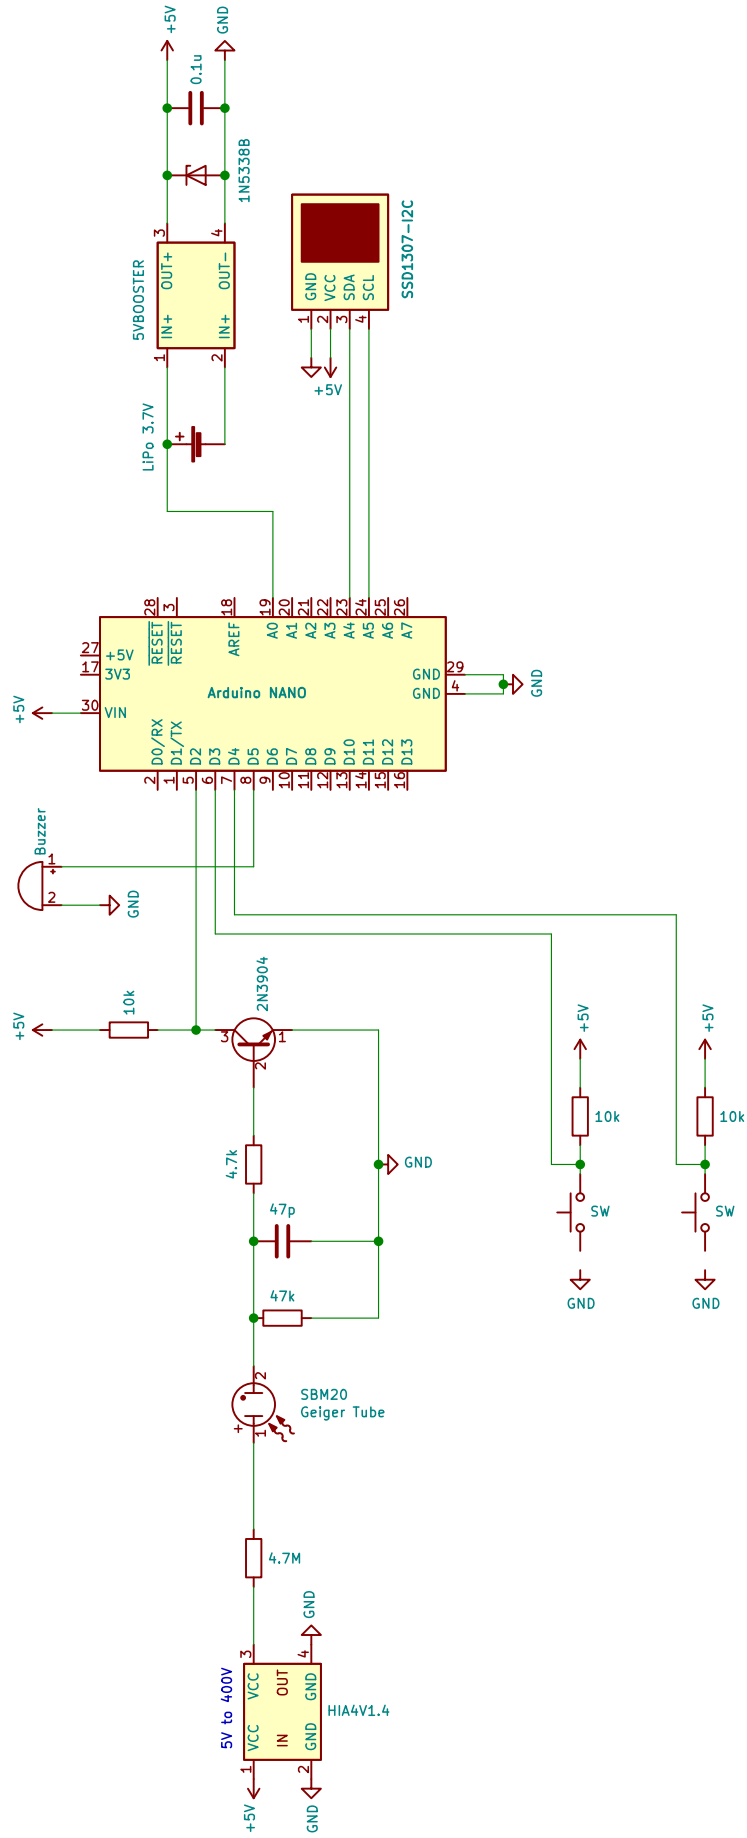 +5V
GND
0.1u
1N5338B
3
4
OUT+
OUT-
5VBOOSTER
IN+
IN+
1
2
SSD1307-I2C
GND
VCC
SDA
SCL
1
2
3
4
+5V
LiPo 3.7V
+
28
3
18
19
20
21
22
23
24
25
26
RESET
RESET
AREF
A0
A1
A2
A3
A4
A5
A6
A7
27
+5V
17
3V3
30
VIN
+5V
Arduino NANO
29
GND
4
GND
GND
D0/RX
D1/TX
D2
D3
D4
D5
D6
D7
D8
D9
D10
D11
D12
D13
2
1
5
6
7
8
9
10
11
12
13
14
15
16
Buzzer
1
+
2
GND
+5V
10k
2N3904
3
1
2
+5V
+5V
10k
10k
4.7k
GND
SW
SW
GND
GND
47p
47k
2
SBM20
Geiger Tube
+
1
4.7M
GND
3
4
5V to 400V
VCC
OUT
GND
HIA4V1.4
VCC
IN
GND
1
2
+5V
GND